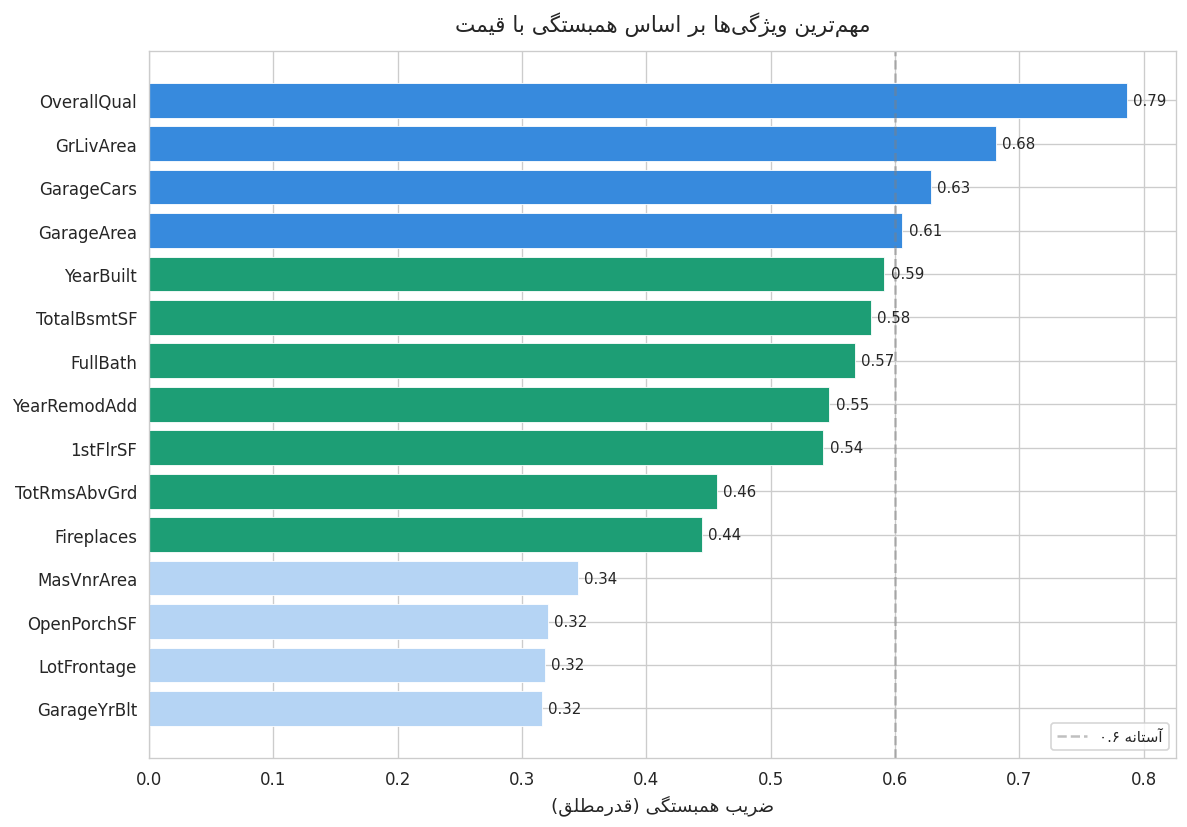 مهم‌ترین ویژگی‌ها بر اساس همبستگی با قیمت
OverallQual 0.79
GrLivArea 0.68
GarageCars 0.63
GarageArea 0.61
YearBuilt 0.59
TotalBsmtSF 0.58
FullBath 0.57
YearRemodAdd 0.55
1stFlrSF 0.54
TotRmsAbvGrd 0.46
Fireplaces 0.44
MasVnrArea 0.34
OpenPorchSF 0.32
LotFrontage 0.32
GarageYrBlt 0.32
آستانه ۰.۶
0.0 0.1 0.2 0.3 0.4 0.5 0.6 0.7 0.8
ضریب همبستگی (قدرمطلق)